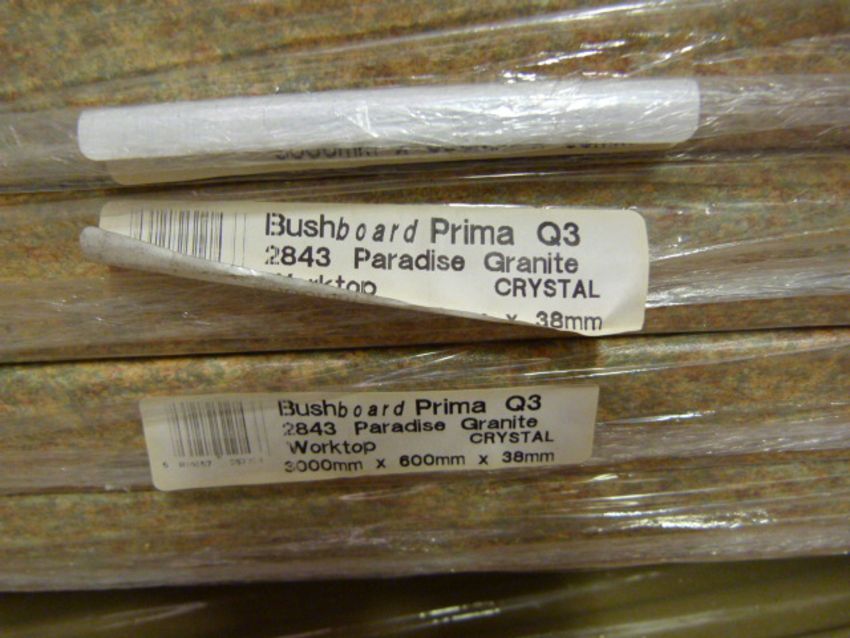 Bushboard Prima Q3
2843 Paradise Granite
Worktop CRYSTAL
x 38mm
Bushboard Prima Q3
2843 Paradise Granite
Worktop CRYSTAL
3000mm x 600mm x 38mm